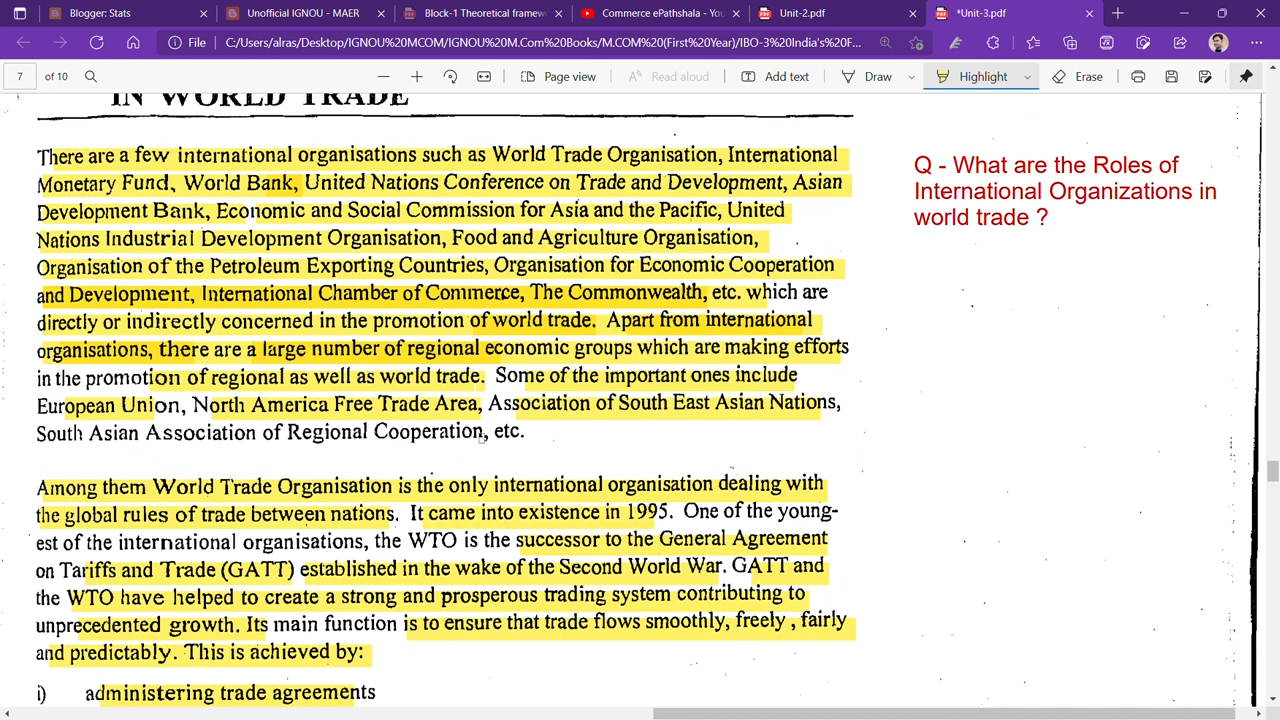 Blogger: Stats
Unofficial IGNOU - MAER
Block-1 Theoretical framew
Commerce ePathshala - You
Unit-2.pdf
*Unit-3.pdf
File
C:/Users/alras/Desktop/IGNOU%20MCOM/IGNOU%20M.Com%20Books/M.COM%20(First%20Year)/IBO-3%20India's%20F...
7 of 10
Page view
Read aloud
Add text
Draw
Highlight
Erase
IN WORLD TRADE
There are a few international organisations such as World Trade Organisation, International
Monetary Fund, World Bank, United Nations Conference on Trade and Development, Asian
Development Bank, Economic and Social Commission for Asia and the Pacific, United
Nations Industrial Development Organisation, Food and Agriculture Organisation,
Organisation of the Petroleum Exporting Countries, Organisation for Economic Cooperation
and Development, International Chamber of Commerce, The Commonwealth, etc. which are
directly or indirectly concerned in the promotion of world trade. Apart from international
organisations, there are a large number of regional economic groups which are making efforts
in the promotion of regional as well as world trade. Some of the important ones include
European Union, North America Free Trade Area, Association of South East Asian Nations,
South Asian Association of Regional Cooperation, etc.
Among them World Trade Organisation is the only international organisation dealing with
the global rules of trade between nations. It came into existence in 1995. One of the young-
est of the international organisations, the WTO is the successor to the General Agreement
on Tariffs and Trade (GATT) established in the wake of the Second World War. GATT and
the WTO have helped to create a strong and prosperous trading system contributing to
unprecedented growth. Its main function is to ensure that trade flows smoothly, freely , fairly
and predictably. This is achieved by:
i) administering trade agreements
Q - What are the Roles of
International Organizations in
world trade ?